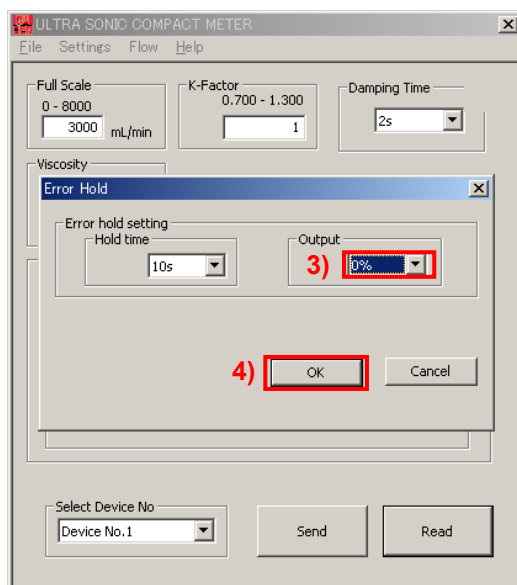 ULTRA SONIC COMPACT METER
File Settings Flow Help
Full Scale
0 - 8000
3000 mL/min
K-Factor
0.700 - 1.300
1
Damping Time
2s
Viscosity
Error Hold
Error hold setting
Hold time
10s
Output
3) 0%
4) OK
Cancel
Select Device No
Device No.1
Send
Read